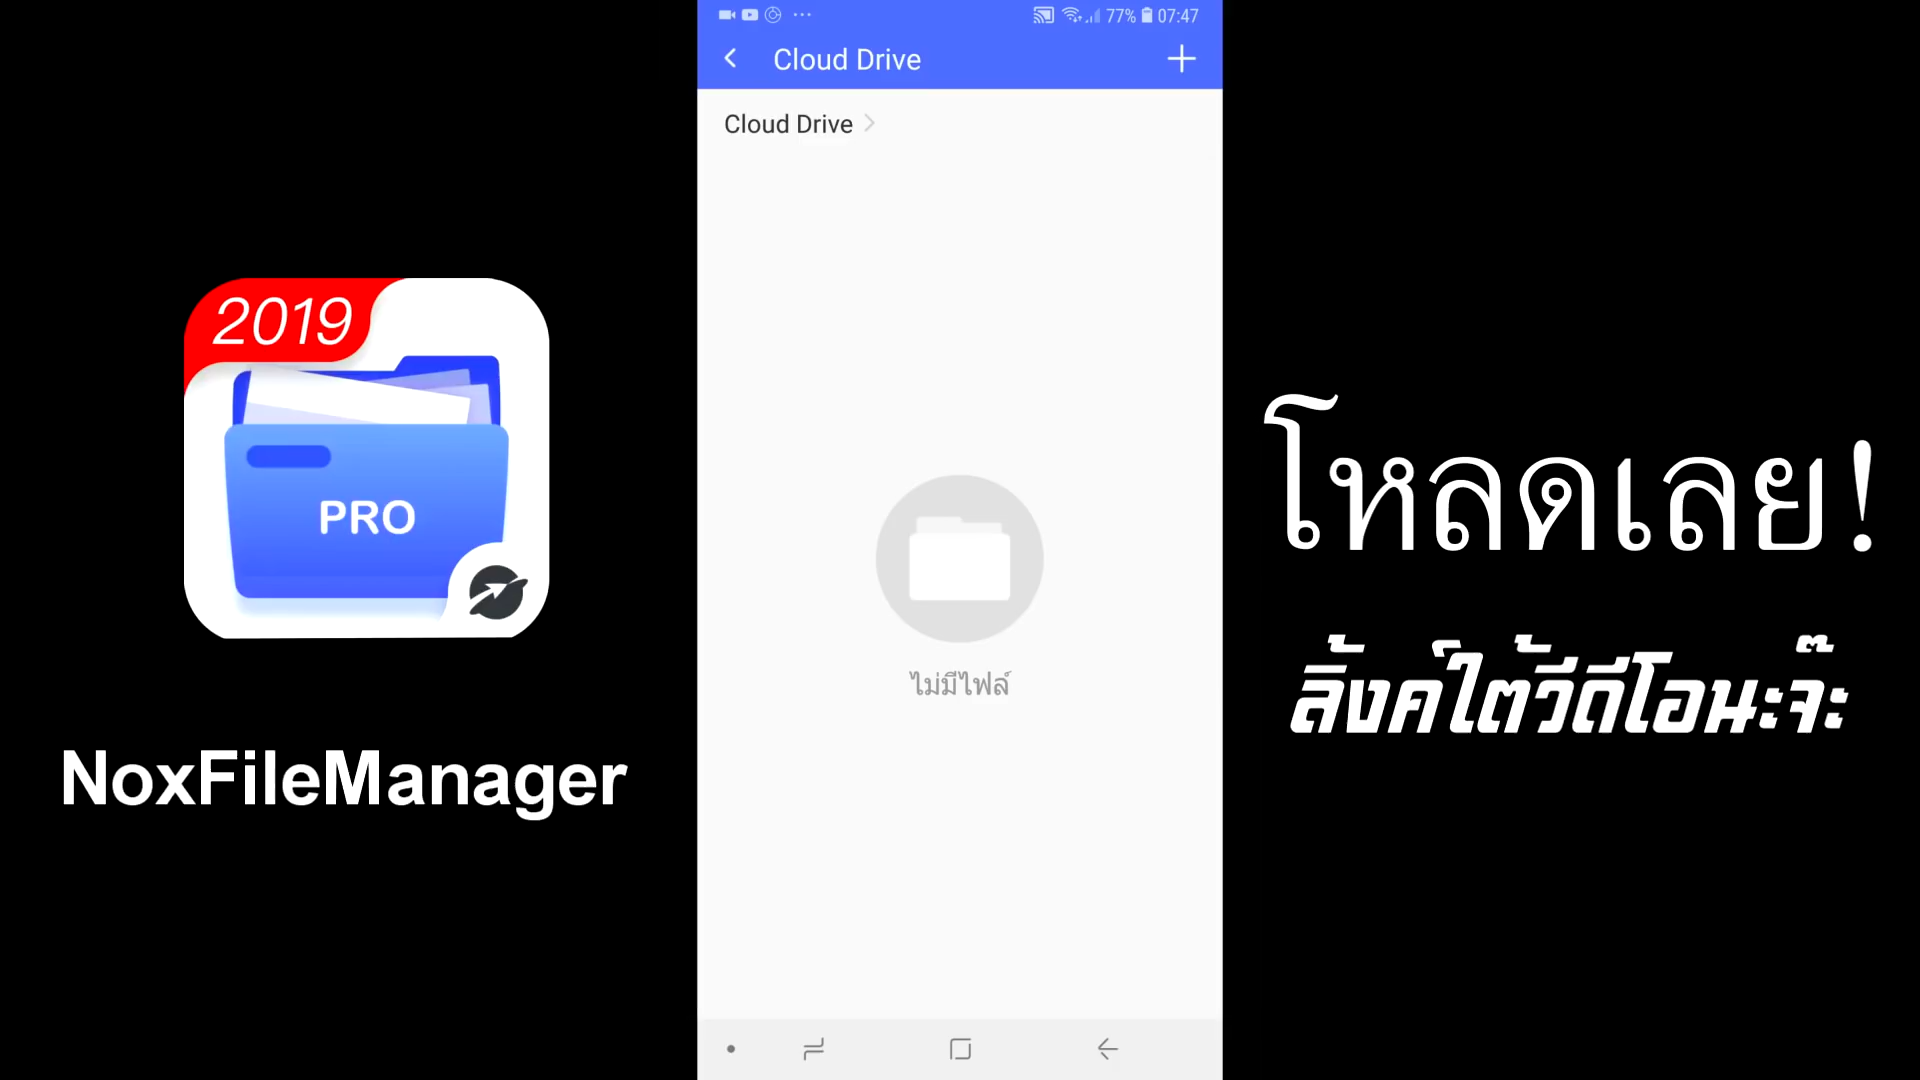 77% 07:47
Cloud Drive
Cloud Drive
2019
PRO
NoxFileManager
ไม่มีไฟล์
โหลดเลย!
ลิ้งค์ใต้วีดีโอนะจ๊ะ